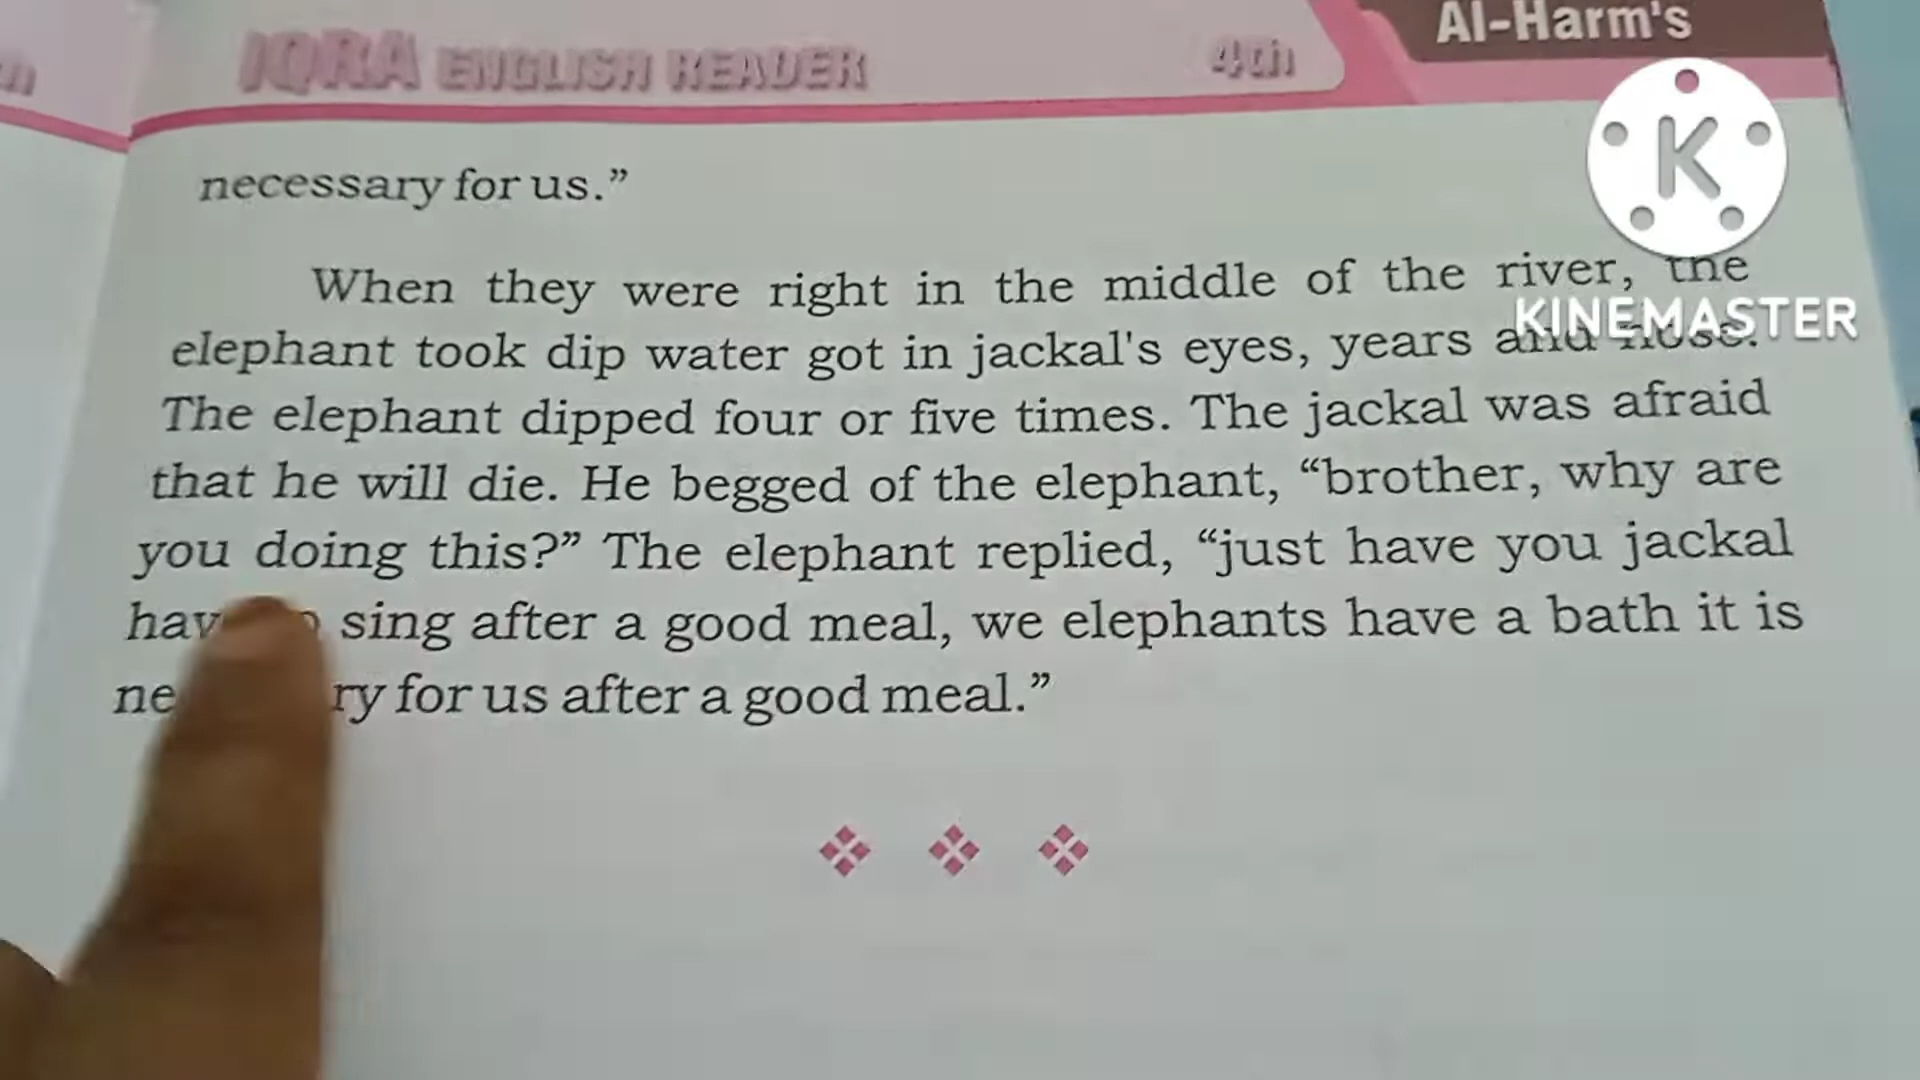 IQRA ENGLISH READER 4th Al-Harm's
necessary for us.”
When they were right in the middle of the river, the
elephant took dip water got in jackal's eyes, years and nose.
The elephant dipped four or five times. The jackal was afraid
that he will die. He begged of the elephant, “brother, why are
you doing this?” The elephant replied, “just have you jackal
sing after a good meal, we elephants have a bath it is
for us after a good meal.”
K
KINEMASTER